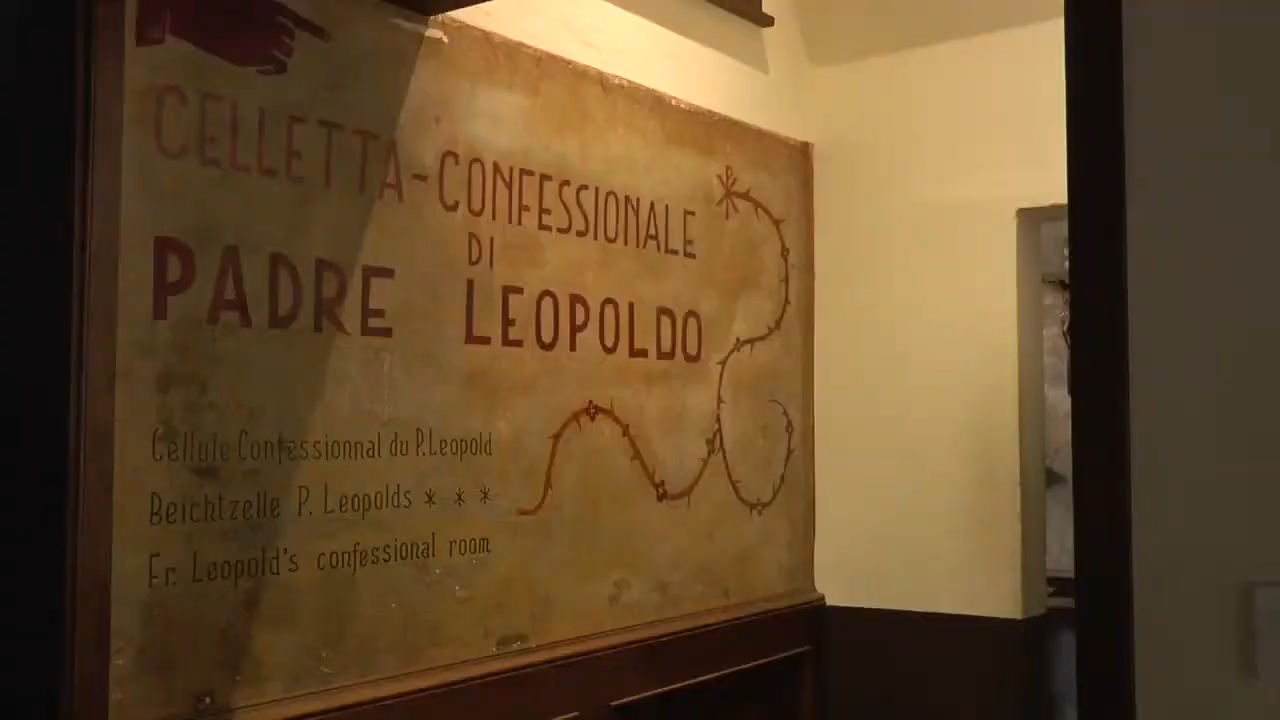 CELLETTA-CONFESSIONALE
DI
PADRE LEOPOLDO
Cellule-Confessionnal du P. Leopold
Beichtzelle P. Leopolds * * *
Fr. Leopold's confessional room